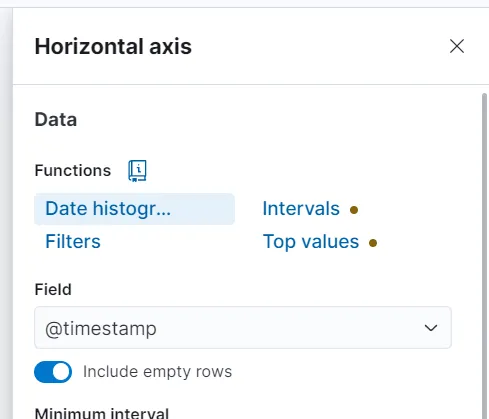 Horizontal axis
Data
Functions
Date histogr... Intervals
Filters Top values
Field
@timestamp
Include empty rows
Minimum interval